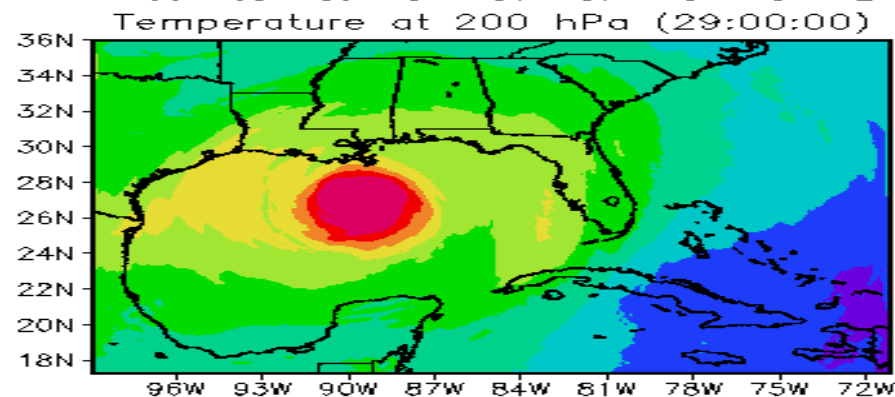 Temperature at 200 hPa (29:00:00)
36N
34N
32N
30N
28N
26N
24N
22N
20N
18N
96W 93W 90W 87W 84W 81W 78W 75W 72W